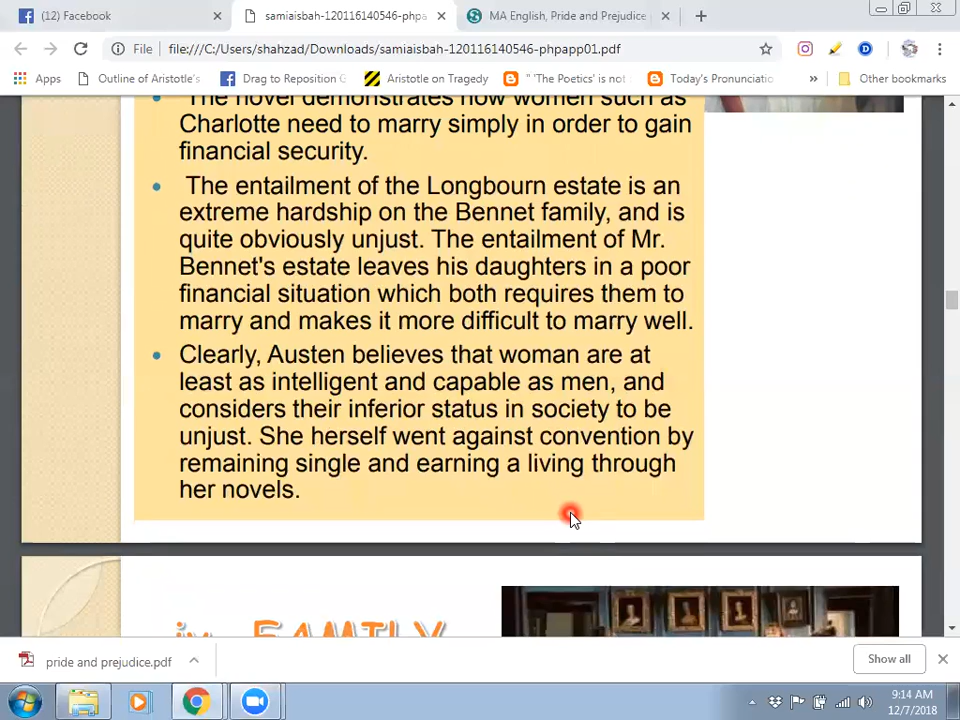 (12) Facebook
samiaisbah-120116140546-phpa
MA English, Pride and Prejudice
File
file:///C:/Users/shahzad/Downloads/samiaisbah-120116140546-phpapp01.pdf
Apps
Outline of Aristotle's
Drag to Reposition
Aristotle on Tragedy
" 'The Poetics' is not
Today's Pronunciatio
»
Other bookmarks
• The novel demonstrates how women such as
Charlotte need to marry simply in order to gain
financial security.
• The entailment of the Longbourn estate is an
extreme hardship on the Bennet family, and is
quite obviously unjust. The entailment of Mr.
Bennet's estate leaves his daughters in a poor
financial situation which both requires them to
marry and makes it more difficult to marry well.
• Clearly, Austen believes that woman are at
least as intelligent and capable as men, and
considers their inferior status in society to be
unjust. She herself went against convention by
remaining single and earning a living through
her novels.
iv. FAMILY
pride and prejudice.pdf
Show all
9:14 AM
12/7/2018